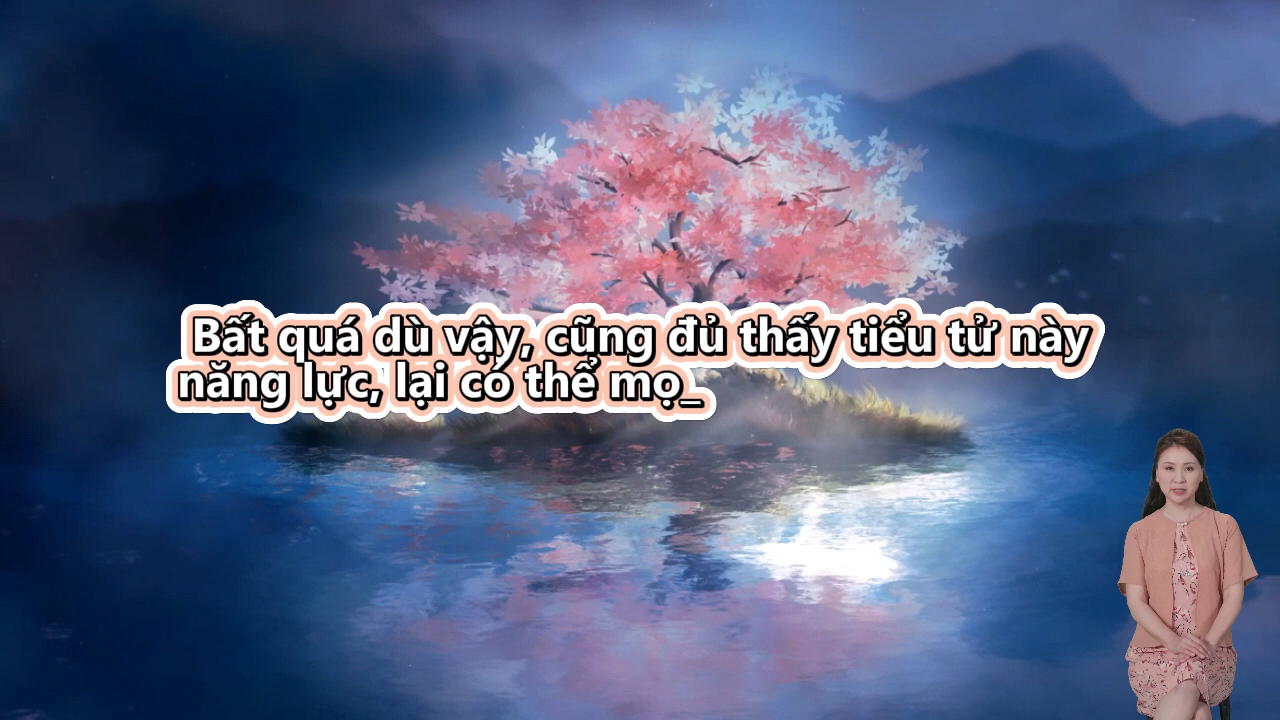 Bất quá dù vậy, cũng đủ thấy tiểu tử này
năng lực, lại có thể mọ_